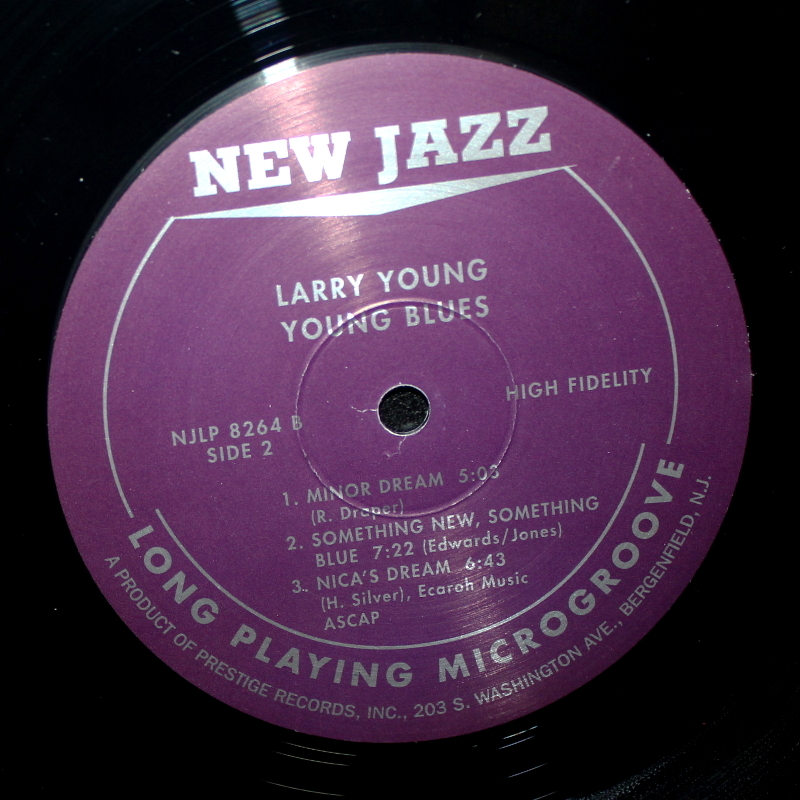 NEW JAZZ
LARRY YOUNG
YOUNG BLUES
HIGH FIDELITY
NJLP 8264 B
SIDE 2
1. MINOR DREAM 5:03
(R. Draper)
2. SOMETHING NEW, SOMETHING
BLUE 7:22 (Edwards/Jones)
3. NICA'S DREAM 6:43
(H. Silver), Ecaroh Music
ASCAP
LONG PLAYING MICROGROOVE
A PRODUCT OF PRESTIGE RECORDS, INC., 203 S. WASHINGTON AVE., BERGENFIELD, N.J.